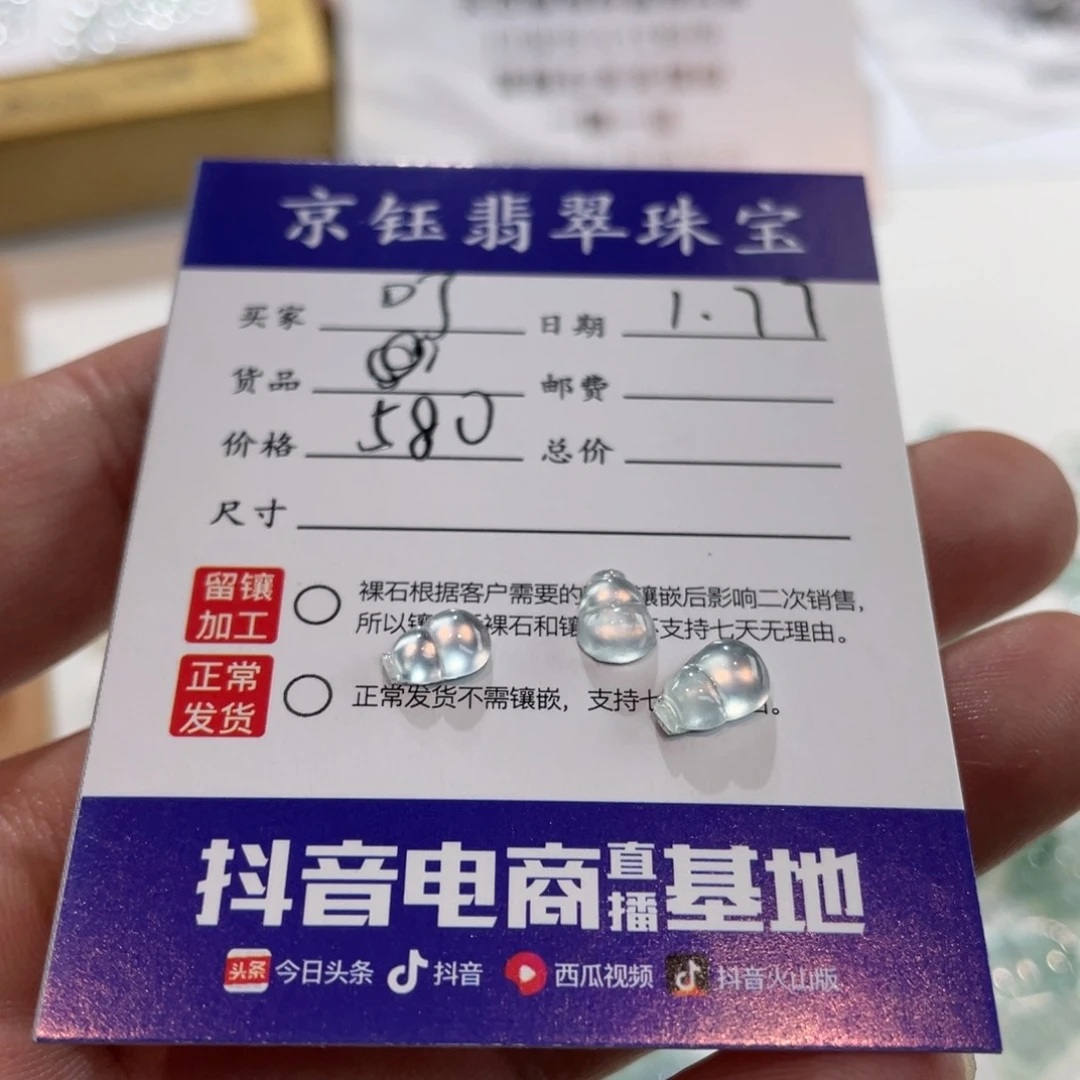 京钰翡翠珠宝
买家 叮 日期 1.77
货品 邮费
价格 580 总价
尺寸
留镶加工 裸石根据客户需要的 镶嵌后影响二次销售,
所以镶 裸石和镶 支持七天无理由。
正常发货 正常发货不需镶嵌,支持七 。
抖音电商直播基地
头条 今日头条 抖音 西瓜视频 抖音火山版